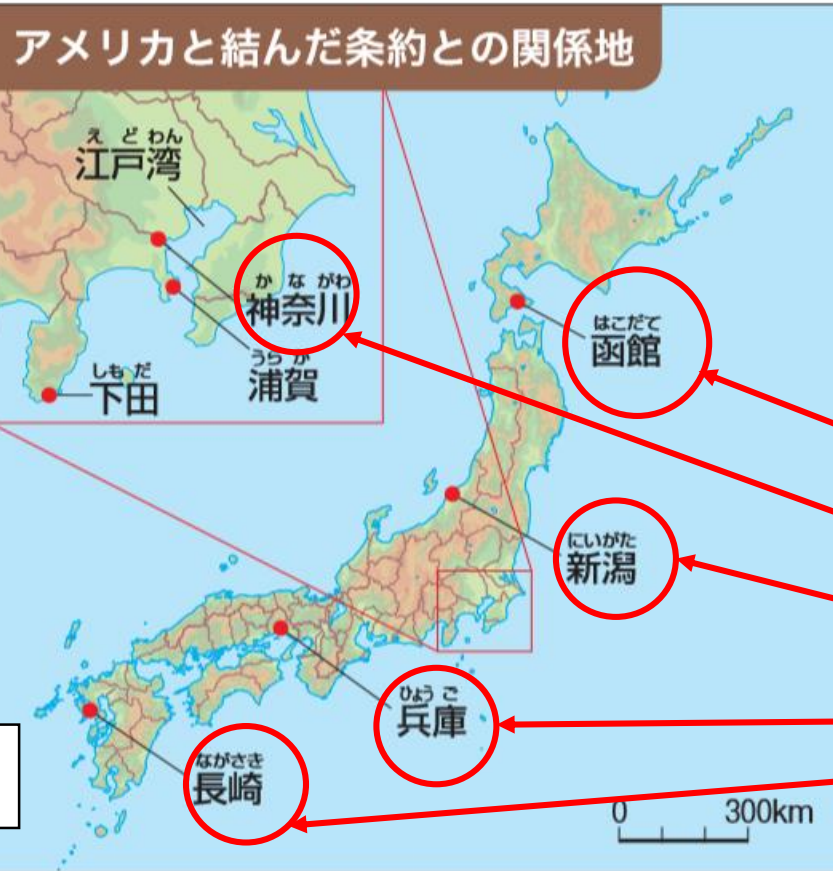 アメリカと結んだ条約との関係地
えどわん
江戸湾
かながわ
神奈川
うらが
浦賀
しもだ
下田
はこだて
函館
にいがた
新潟
ひょうご
兵庫
ながさき
長崎
0 300km